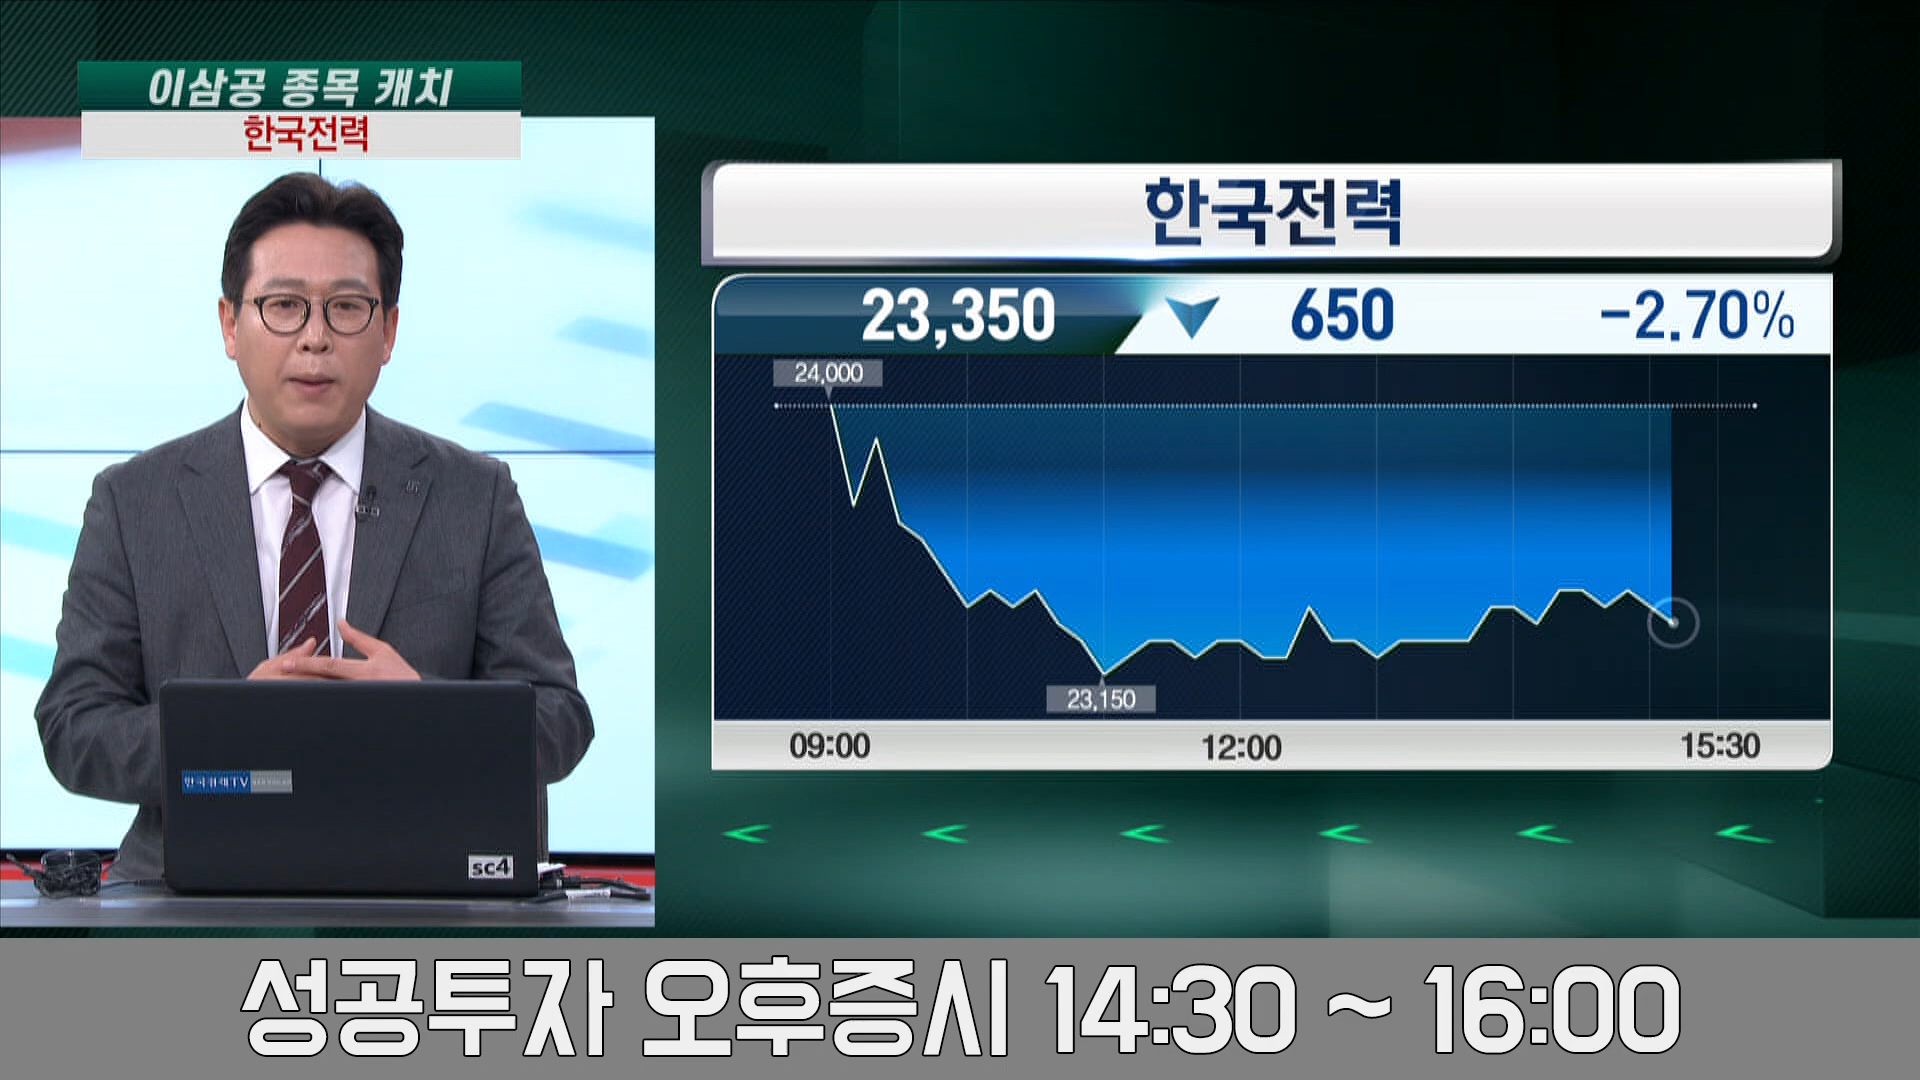 이삼공 종목 캐치
한국전력
한국전력
23,350 650 -2.70%
24,000
23,150
09:00 12:00 15:30
한국경제TV
sc4
성공투자 오후증시 14:30 ~ 16:00